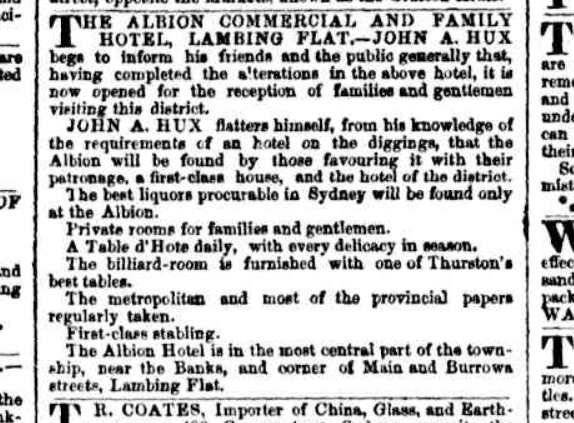 THE ALBION COMMERCIAL AND FAMILY
HOTEL, LAMBING FLAT.—JOHN A. HUX
begs to inform his friends and the public generally that,
having completed the a'terations in the above hotel, it is
now opened for the reception of families and gentlemen
visiting this district.
JOHN A. HUX flatters himself, from his knowledge of
the requirements of an hotel on the diggings, that the
Albion will be found by those favouring it with their
patronage, a first-class house, and the hotel of the district.
The best liquors procurable in Sydney will be found only
at the Albion.
Private rooms for families and gentlemen.
A Table d'Hote daily, with every delicacy in season.
The billiard-room is furnished with one of Thurston's
best tables.
The metropolitan and most of the provincial papers
regularly taken.
First-class stabling.
The Albion Hotel is in the most central part of the town-
ship, near the Banks, and corner of Main and Burrowa
streets, Lambing Flat.
T R. COATES, Importer of China, Glass, and Earth-